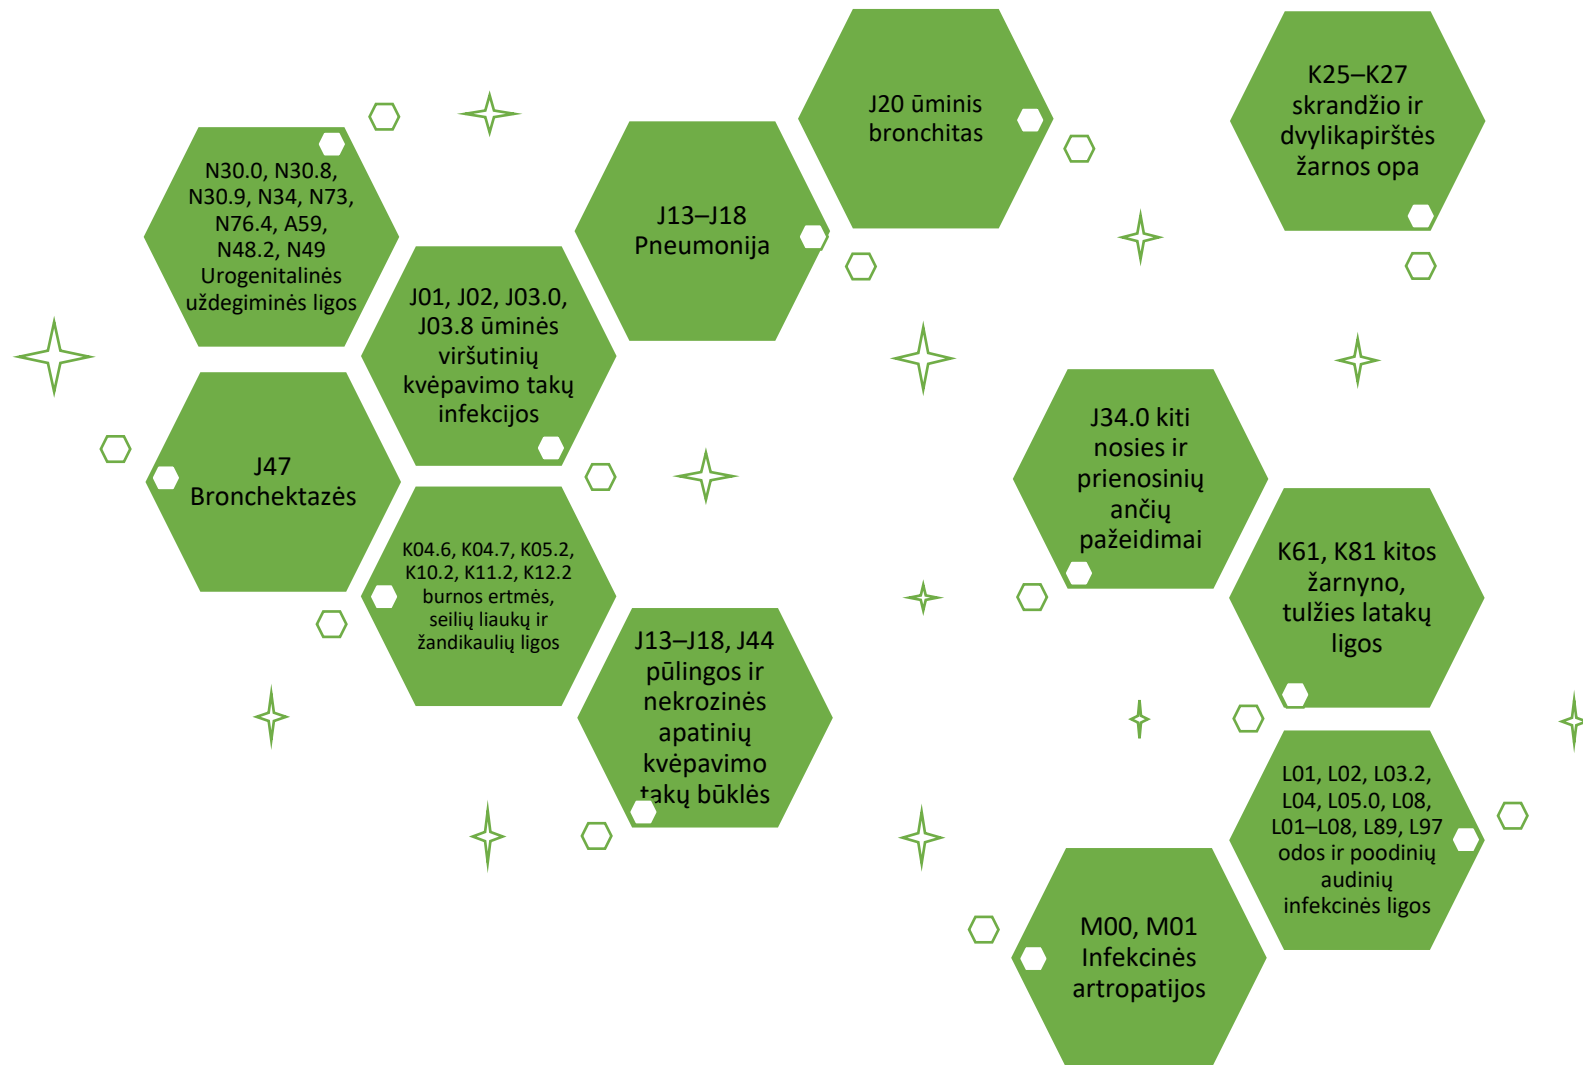 N30.0, N30.8,
N30.9, N34, N73,
N76.4, A59,
N48.2, N49
Urogenitalinės
uždegiminės ligos
J01, J02, J03.0,
J03.8 ūminės
viršutinių
kvėpavimo takų
infekcijos
J13–J18
Pneumonija
J20 ūminis
bronchitas
K25–K27
skrandžio ir
dvylikapirštės
žarnos opa
J47
Bronchektazės
K04.6, K04.7, K05.2,
K10.2, K11.2, K12.2
burnos ertmės,
seilių liaukų ir
žandikaulių ligos
J13–J18, J44
pūlingos ir
nekrozinės
apatinių
kvėpavimo
takų būklės
J34.0 kiti
nosies ir
prienosinių
ančių
pažeidimai
K61, K81 kitos
žarnyno,
tulžies latakų
ligos
L01, L02, L03.2,
L04, L05.0, L08,
L01–L08, L89, L97
odos ir poodinių
audinių
infekcinės ligos
M00, M01
Infekcinės
artropatijos